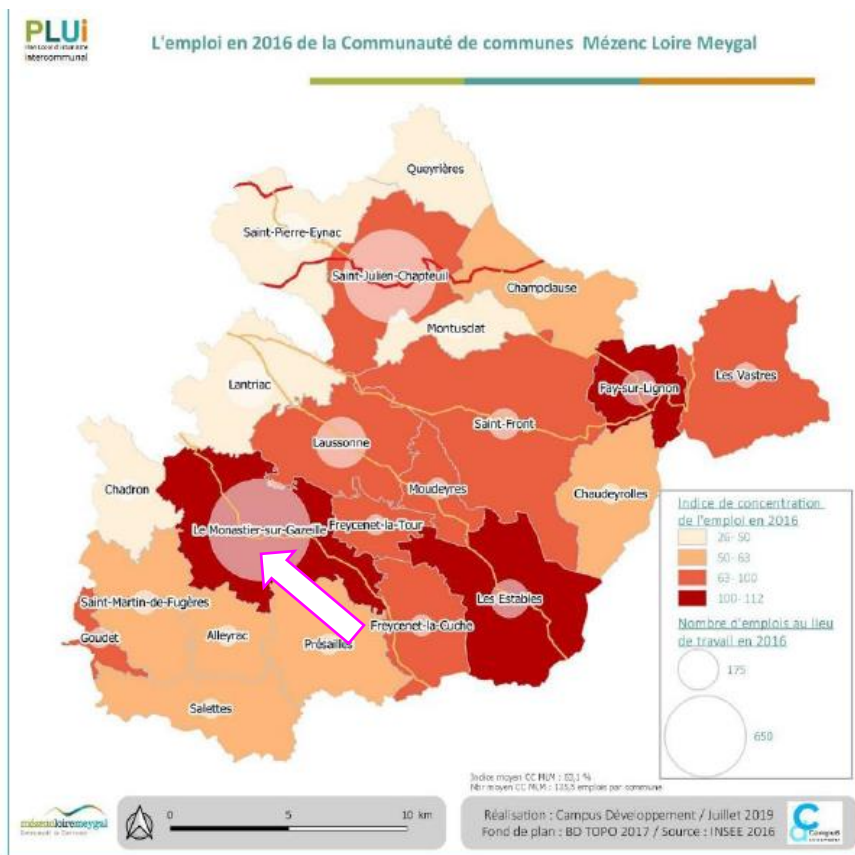 PLUi
intercommunal
L'emploi en 2016 de la Communauté de communes Mézenc Loire Meygal
Queyrières
Saint-Pierre-Eynac
Saint-Julien-Chapteuil
Champclause
Montusclat
Lantriac
Fay-sur-Lignon
Les Vastres
Saint-Front
Laussonne
Chadron
Moudeyres
Chaudeyrolles
Le Monastier-sur-Gazeille
Freycenet-la-Tour
Les Estables
Saint-Martin-de-Fugères
Freycenet-la-Cuche
Goudet
Alleyrac
Présailles
Salettes
Indice de concentration
de l'emploi en 2016
26- 50
50-63
63-100
100-112
Nombre d'emplois au lieu
de travail en 2016
175
650
mézencloiremeygal
0 5 10 km
Réalisation : Campus Développement / Juillet 2019
Fond de plan : BD TOPO 2017 / Source : INSEE 2016
Campus